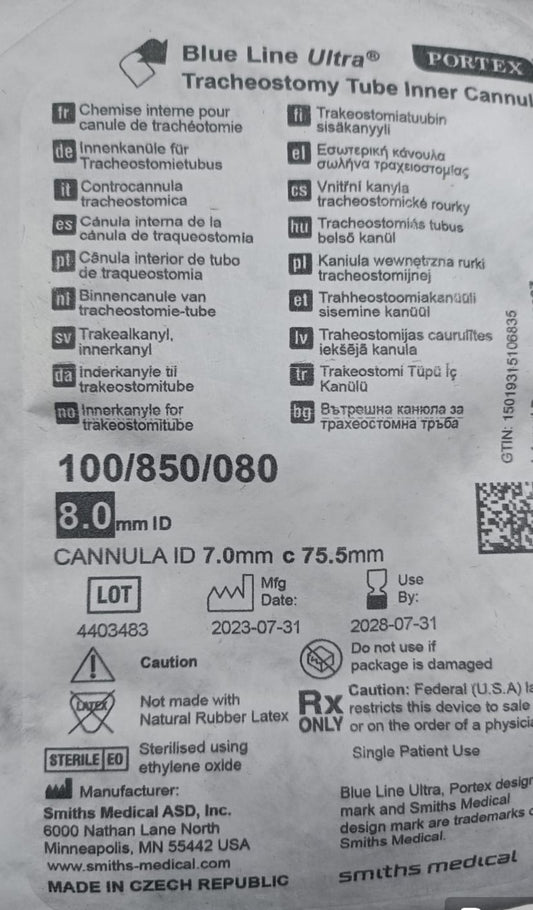 Blue Line Ultra®
PORTEX
Tracheostomy Tube Inner Cannul
fr Chemise interne pour
canule de trachéotomie
de Innenkanüle für
Tracheostomietubus
it Controcannula
tracheostomica
es Cánula interna de la
cánula de traqueostomia
pt Cânula interior de tubo
de traqueostomia
nl Binnencanule van
tracheostomie-tube
sv Trakealkanyl,
innerkanyl
da Inderkanyle til
trakeostomitube
no Innerkanyle for
trakeostomitube
fi Trakeostomiatuubin
sisäkanyyli
el Εσωτερική κάνουλα
σωλήνα τραχειοστομίας
cs Vnitřní kanyla
tracheostomické rourky
hu Tracheostomiás tubus
belső kanül
pl Kaniula wewnętrzna rurki
tracheostomijnej
et Trahheostoomiakanüüli
sisemine kanüül
lv Traheostomijas caurulītes
iekšējā kanula
tr Trakeostomi Tüpü İç
Kanülü
bg Вътрешна канюла за
трахеостомна тръба
GTIN: 15019315106835
100/850/080
8.0 mm ID
CANNULA ID 7.0mm c 75.5mm
LOT
4403483
Mfg
Date:
2023-07-31
Use
By:
2028-07-31
Caution
Do not use if
package is damaged
LATEX
Not made with
Natural Rubber Latex
Rx
ONLY
Caution: Federal (U.S.A) la
restricts this device to sale
or on the order of a physicia
STERILE EO
Sterilised using
ethylene oxide
Single Patient Use
Manufacturer:
Smiths Medical ASD, Inc.
6000 Nathan Lane North
Minneapolis, MN 55442 USA
www.smiths-medical.com
MADE IN CZECH REPUBLIC
Blue Line Ultra, Portex design
mark and Smiths Medical
design mark are trademarks o
Smiths Medical.
smiths medical